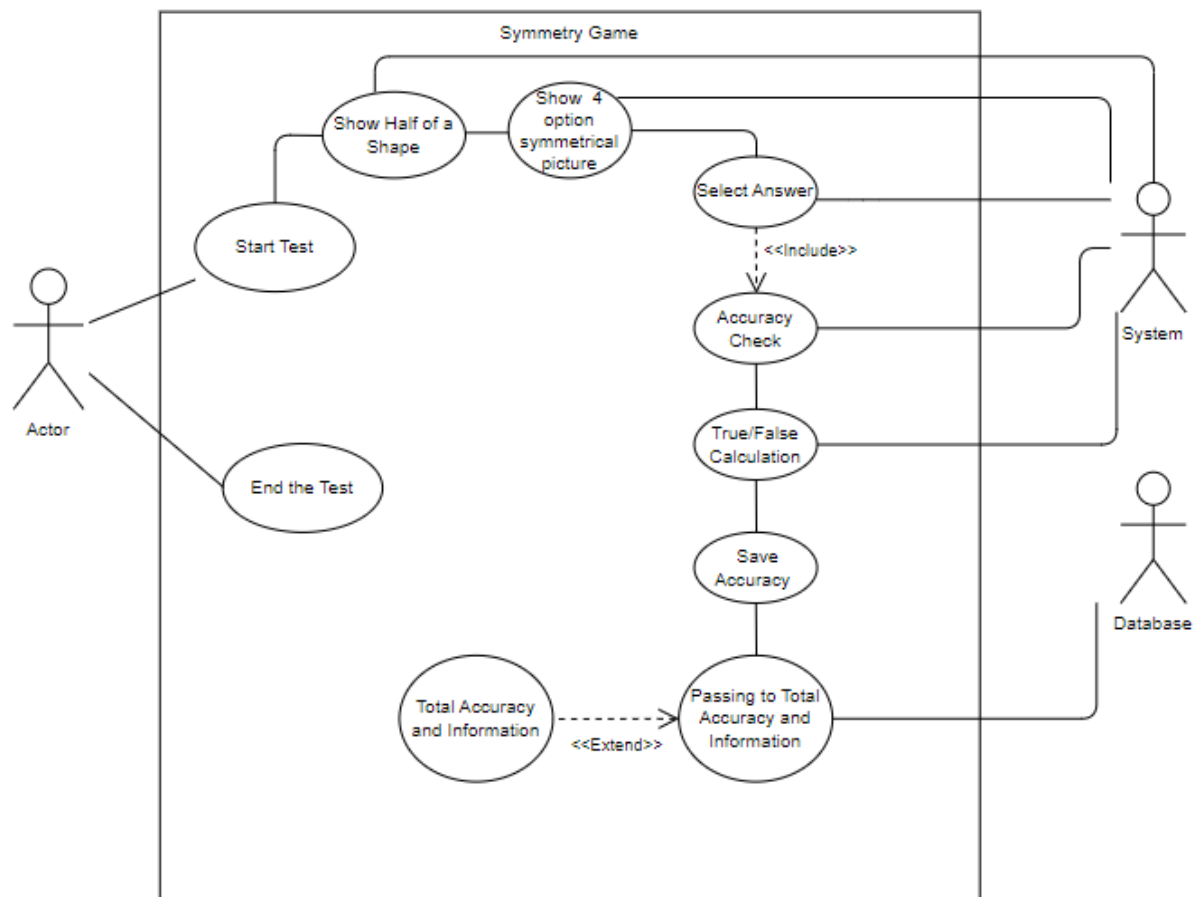 Symmetry Game
Show Half of a
Shape
Show 4
option
symmetrical
picture
Select Answer
Start Test
<<Include>>
Accuracy
Check
System
Actor
True/False
Calculation
End the Test
Save
Accuracy
Database
Total Accuracy
and Information
<<Extend>>
Passing to Total
Accuracy and
Information